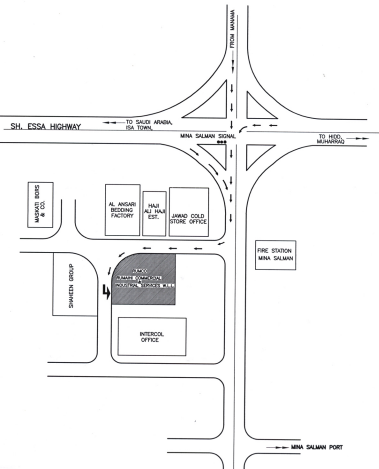 FROM MANAMA
SH. ESSA HIGHWAY
TO SAUDI ARABIA,
ISA TOWN,
MINA SALMAN SIGNAL
TO HIDD,
MUHARRAQ
MASKATI BORS
& CO.
AL ANSARI
BEDDING
FACTORY
HAJI
ALI HAJI
EST.
JAWAD COLD
STORE OFFICE
FIRE STATION
MINA SALMAN
SHAHEEN GROUP
RUMCO
RUMAIHI COMMERCIAL
INDUSTRIAL SERVICES W.L.L.
INTERCOL
OFFICE
MINA SALMAN PORT